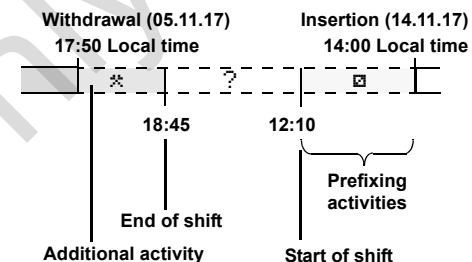 Withdrawal (05.11.17)
Insertion (14.11.17)
17:50 Local time
14:00 Local time
?
18:45
12:10
Prefixing
activities
End of shift
Additional activity
Start of shift